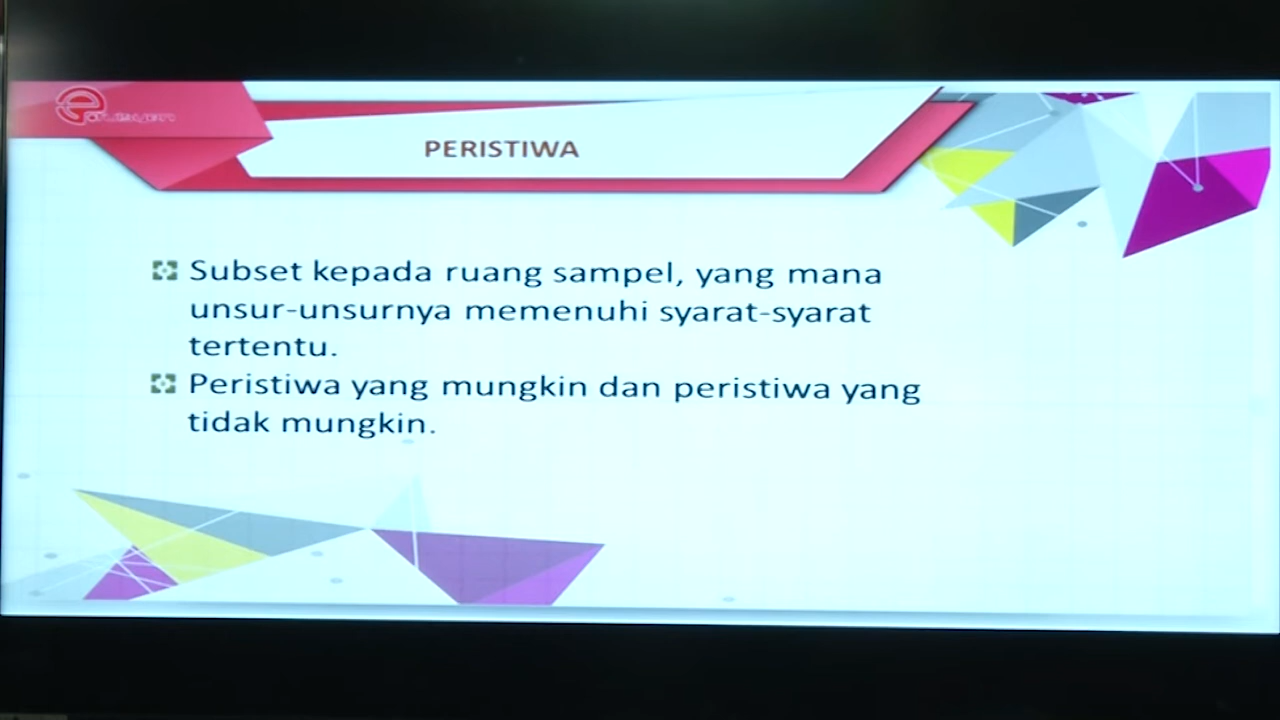 PERISTIWA
Subset kepada ruang sampel, yang mana
unsur-unsurnya memenuhi syarat-syarat
tertentu.
Peristiwa yang mungkin dan peristiwa yang
tidak mungkin.